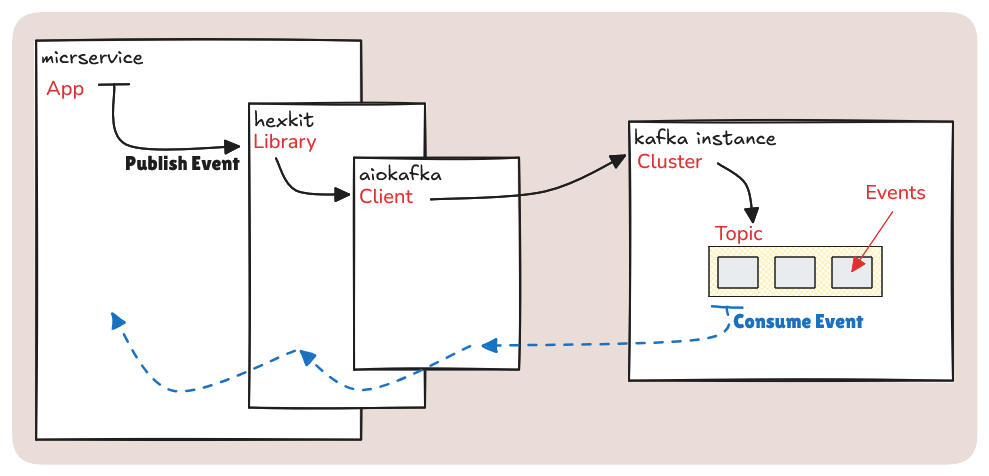 micrservice
App
Publish Event
hexkit
Library
aiokafka
Client
kafka instance
Cluster
Events
Topic
Consume Event